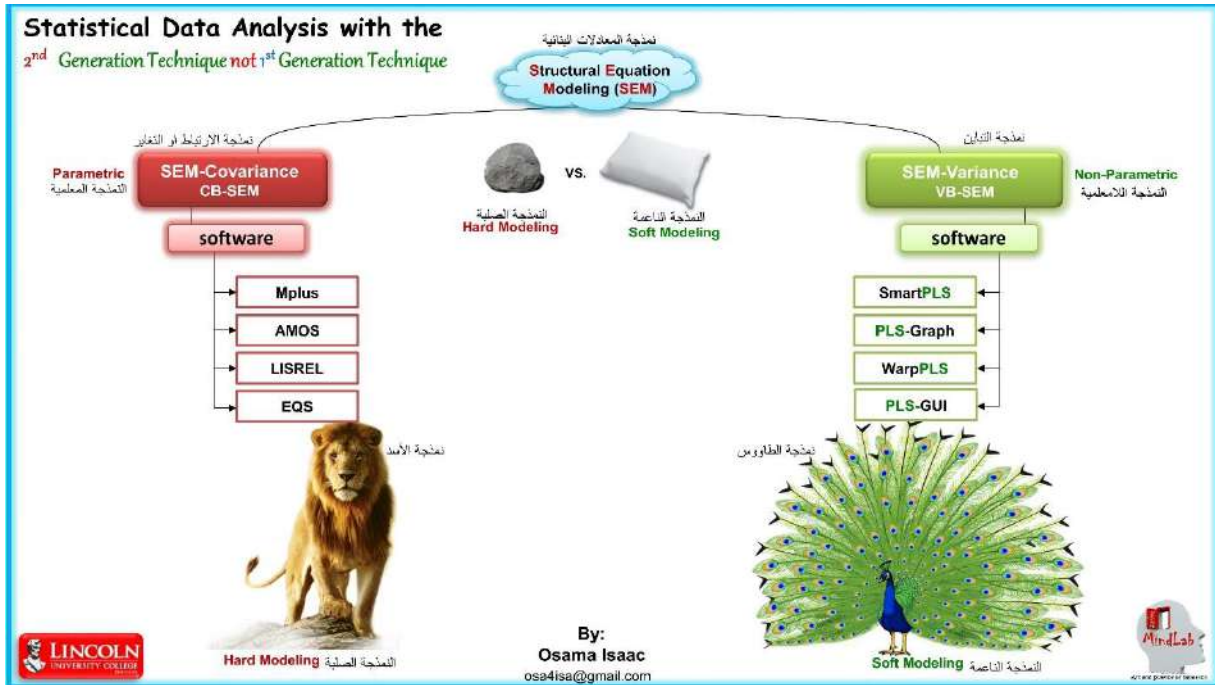 Statistical Data Analysis with the
2nd Generation Technique not 1st Generation Technique
نمذجة المعادلات البنائية
Structural Equation
Modeling (SEM)
نمذجة الارتباط او التغاير
SEM-Covariance
CB-SEM
Parametric
النمذجة المعلمية
software
Mplus
AMOS
LISREL
EQS
VS.
النمذجة الصلبة
Hard Modeling
النمذجة الناعمة
Soft Modeling
نمذجة التباين
SEM-Variance
VB-SEM
Non-Parametric
النمذجة اللامعلمية
software
SmartPLS
PLS-Graph
WarpPLS
PLS-GUI
نمذجة الأسد
نمذجة الطاووس
Hard Modeling النمذجة الصلبة
Soft Modeling النمذجة الناعمة
By:
Osama Isaac
osa4isa@gmail.com
LINCOLN
UNIVERSITY COLLEGE
MindLab